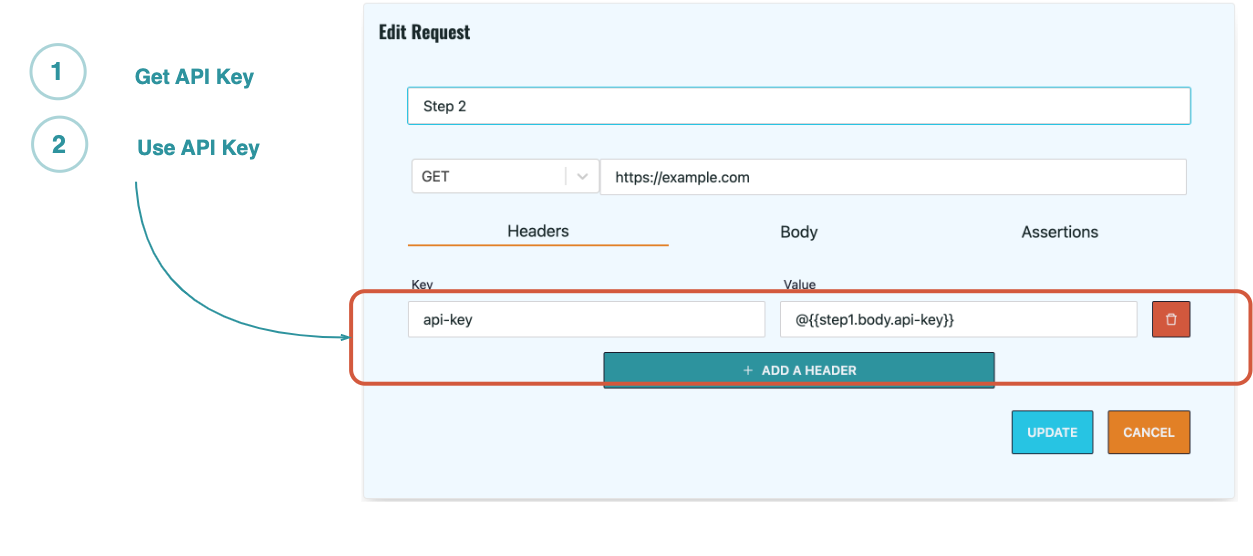 1
Get API Key
2
Use API Key
Edit Request
Step 2
GET
https://example.com
Headers
Body
Assertions
Key
Value
api-key
@{{step1.body.api-key}}
+ ADD A HEADER
UPDATE
CANCEL